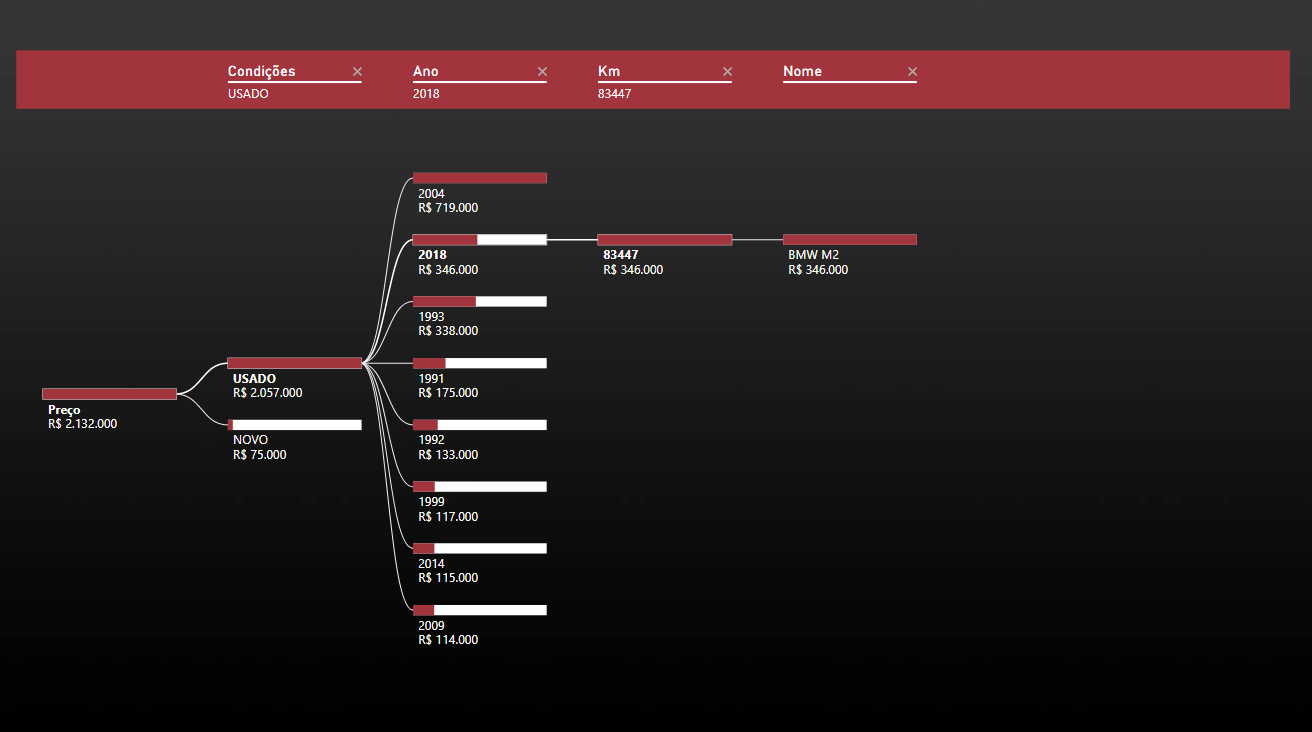 Condições
Ano
Km
Nome
USADO
2018
83447
2004
R$ 719.000
2018
R$ 346.000
83447
R$ 346.000
BMW M2
R$ 346.000
1993
R$ 338.000
USADO
R$ 2.057.000
1991
R$ 175.000
Preço
R$ 2.132.000
NOVO
R$ 75.000
1992
R$ 133.000
1999
R$ 117.000
2014
R$ 115.000
2009
R$ 114.000